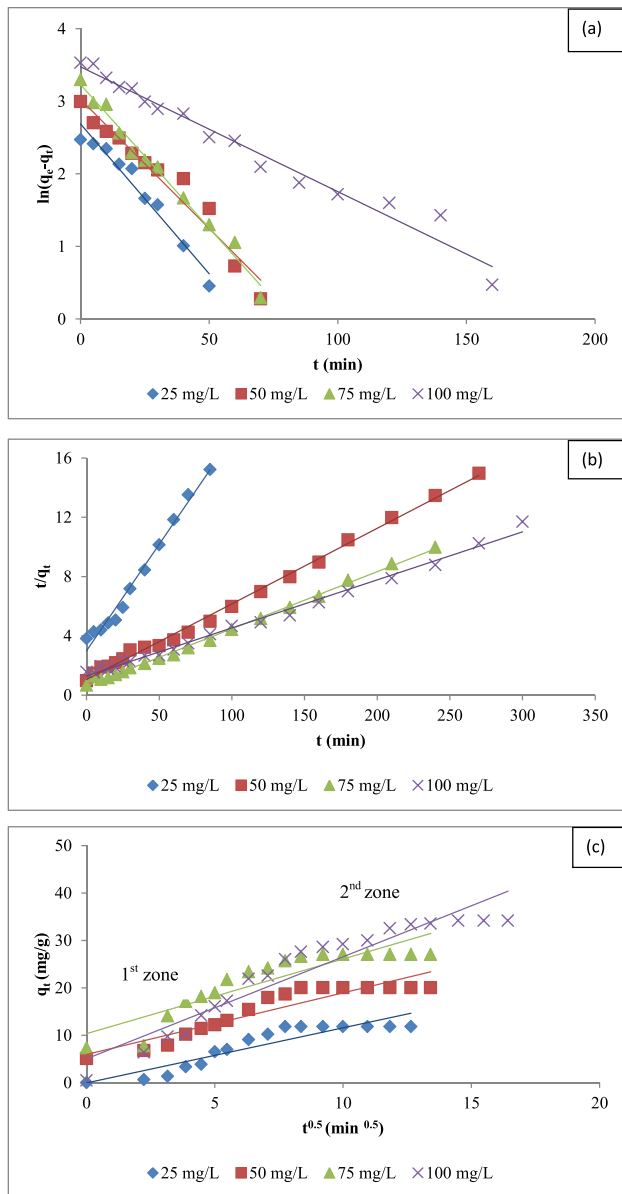 (a)
4
3
2
1
0
ln(qe-qt)
0 50 100 150 200
t (min)
25 mg/L 50 mg/L 75 mg/L 100 mg/L
(b)
16
12
8
4
0
t/qt
0 50 100 150 200 250 300 350
t (min)
25 mg/L 50 mg/L 75 mg/L 100 mg/L
(c)
50
40
30
20
10
0
qt (mg/g)
2nd zone
1st zone
0 5 10 15 20
t0.5 (min 0.5)
25 mg/L 50 mg/L 75 mg/L 100 mg/L